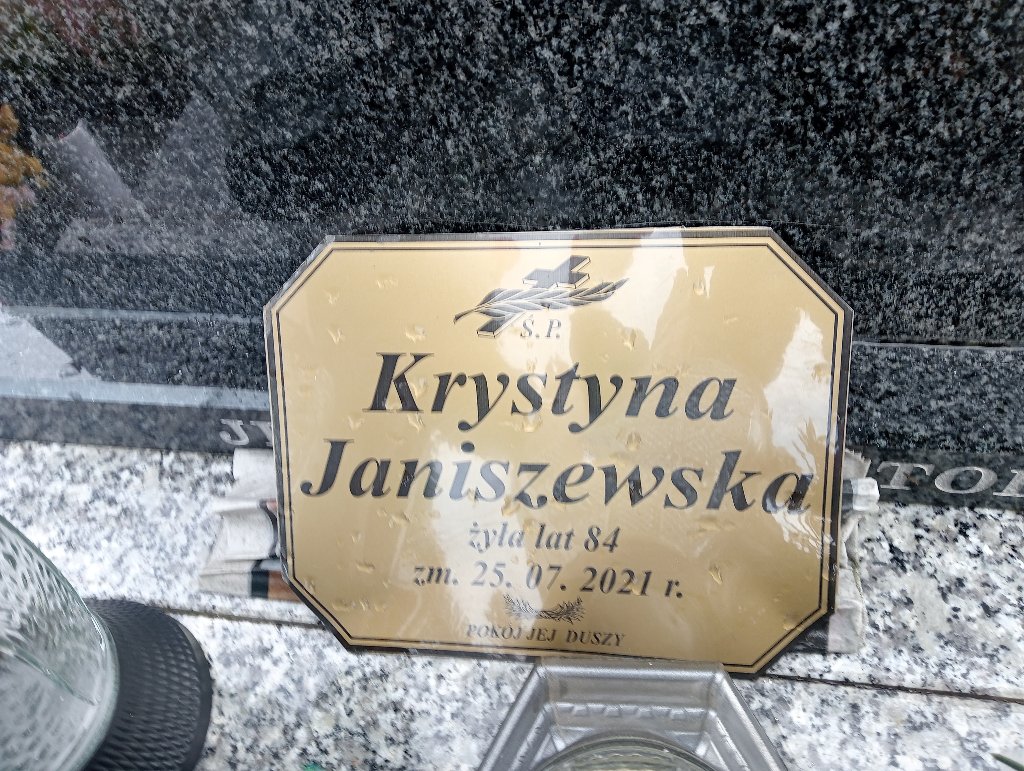 Ś.P.
Krystyna
Janiszewska
żyła lat 84
zm. 25. 07. 2021 r.
POKÓJ JEJ DUSZY